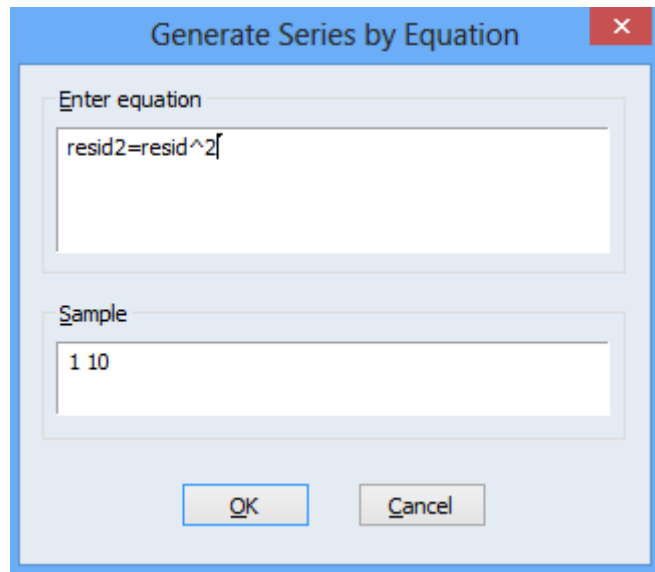 Generate Series by Equation
Enter equation
resid2=resid^2
Sample
1 10
OK
Cancel